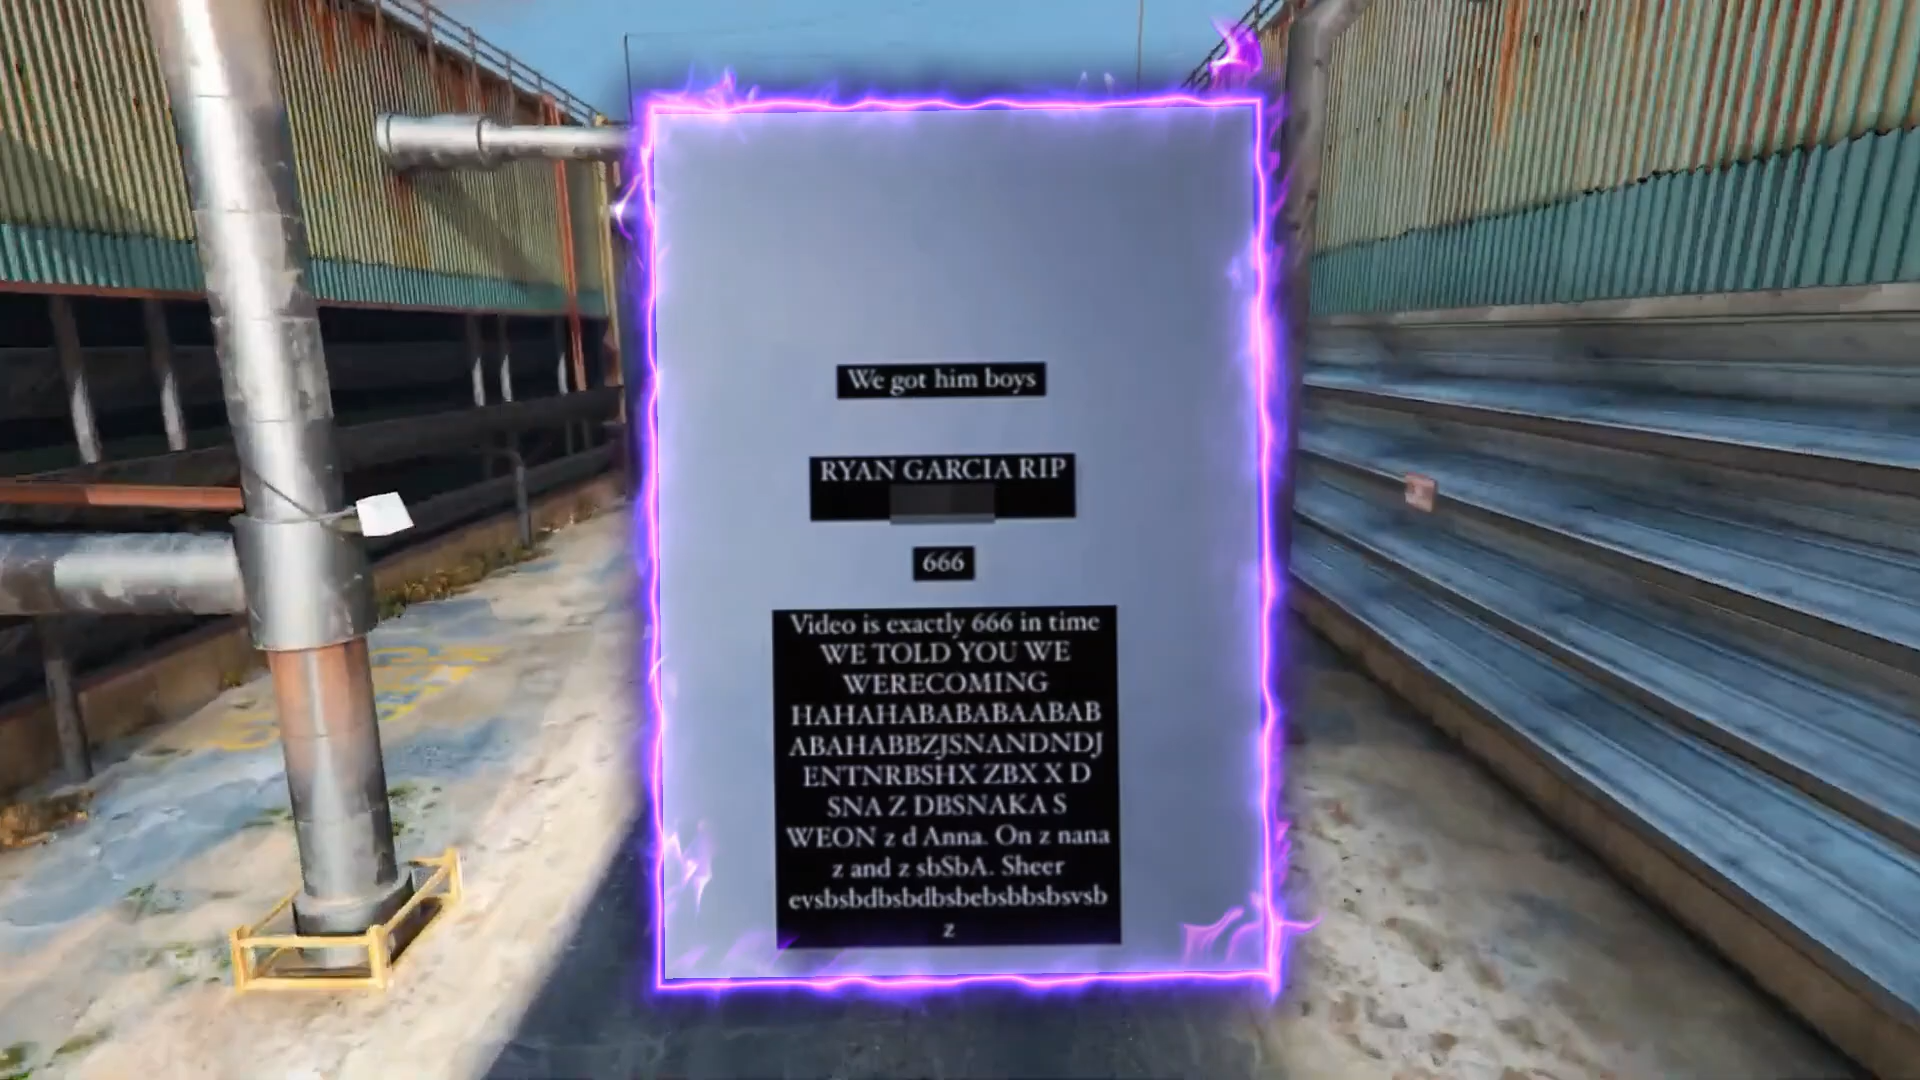 We got him boys
RYAN GARCIA RIP
666
Video is exactly 666 in time
WE TOLD YOU WE
WERECOMING
HAHAHABABABAABAB
ABAHABBZJSNANDNDJ
ENTNRBSHX ZBX X D
SNA Z DBSNAKA S
WEON z d Anna. On z nana
z and z sbSbA. Sheer
evsbsbdbsbdbsbebsbbsbsvsb
z